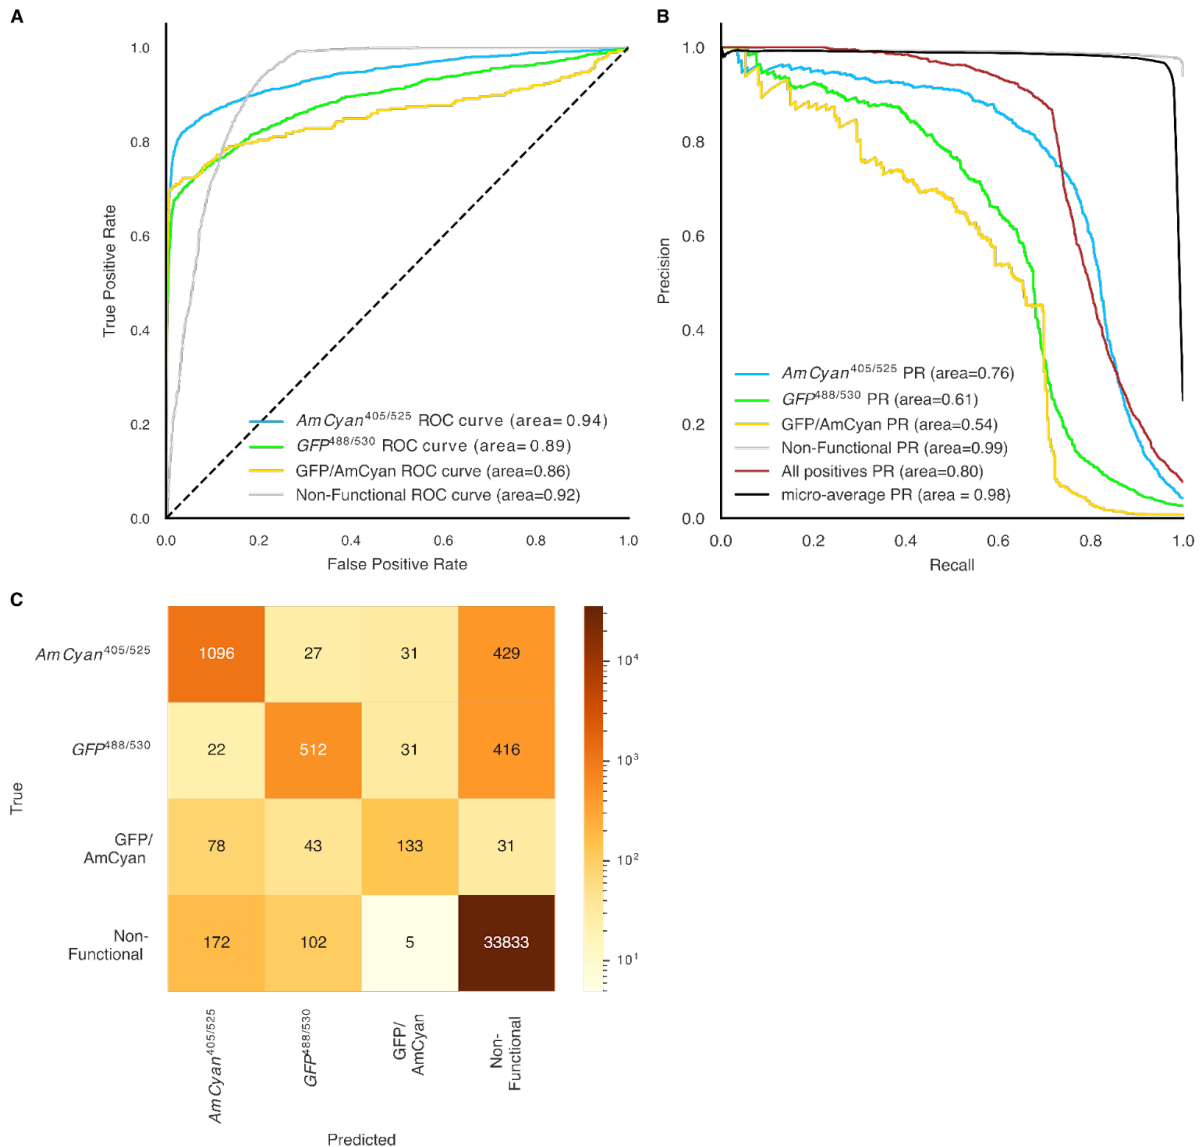 A
1.0
0.8
0.6
0.4
0.2
0.0
True Positive Rate
AmCyan405/525 ROC curve (area= 0.94)
GFP488/530 ROC curve (area= 0.89)
GFP/AmCyan ROC curve (area=0.86)
Non-Functional ROC curve (area=0.92)
0.0 0.2 0.4 0.6 0.8 1.0
False Positive Rate
B
1.0
0.8
0.6
0.4
0.2
0.0
Precision
AmCyan405/525 PR (area=0.76)
GFP488/530 PR (area=0.61)
GFP/AmCyan PR (area=0.54)
Non-Functional PR (area=0.99)
All positives PR (area=0.80)
micro-average PR (area = 0.98)
0.0 0.2 0.4 0.6 0.8 1.0
Recall
C
True
AmCyan405/525 1096 27 31 429
GFP488/530 22 512 31 416
GFP/
AmCyan 78 43 133 31
Non-
Functional 172 102 5 33833
10^4
10^3
10^2
10^1
AmCyan405/525
GFP488/530
GFP/
AmCyan
Non-
Functional
Predicted